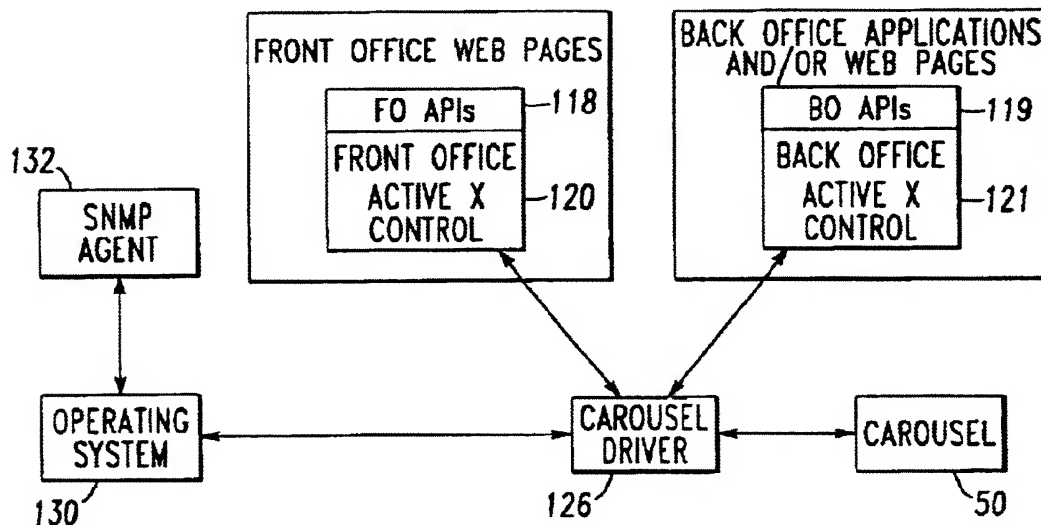 FRONT OFFICE WEB PAGES
FO APIs
118
FRONT OFFICE
ACTIVE X
CONTROL
120
BACK OFFICE APPLICATIONS
AND/OR WEB PAGES
BO APIs
119
BACK OFFICE
ACTIVE X
CONTROL
121
132
SNMP
AGENT
OPERATING
SYSTEM
130
CAROUSEL
DRIVER
126
CAROUSEL
50